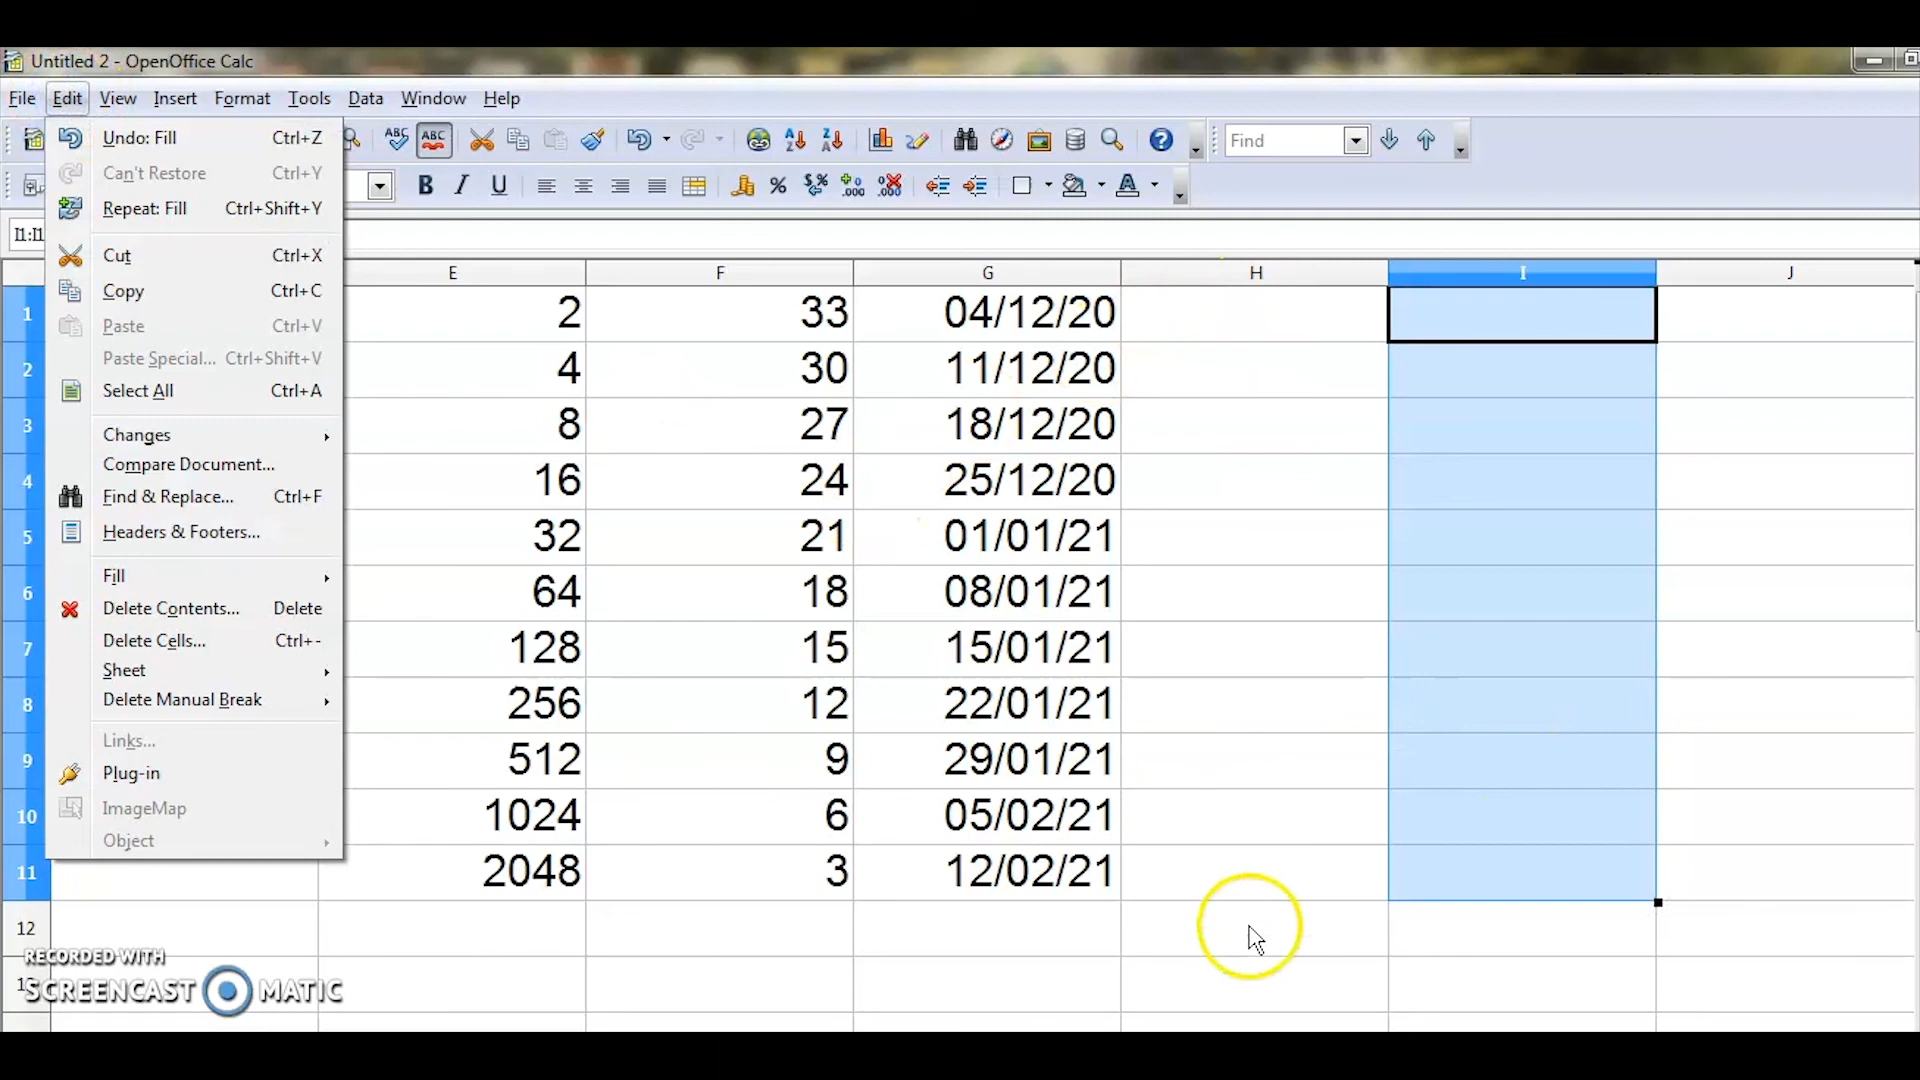 Untitled 2 - OpenOffice Calc
File Edit View Insert Format Tools Data Window Help
Undo: Fill Ctrl+Z
Can't Restore Ctrl+Y
Repeat: Fill Ctrl+Shift+Y
Cut Ctrl+X
Copy Ctrl+C
Paste Ctrl+V
Paste Special... Ctrl+Shift+V
Select All Ctrl+A
Changes
Compare Document...
Find & Replace... Ctrl+F
Headers & Footers...
Fill
Delete Contents... Delete
Delete Cells... Ctrl+-
Sheet
Delete Manual Break
Links...
Plug-in
ImageMap
Object
ABC ABC Find
B I U % $% .000 .000 A
I1:I1
E F G H I J
1 2 33 04/12/20
2 4 30 11/12/20
3 8 27 18/12/20
4 16 24 25/12/20
5 32 21 01/01/21
6 64 18 08/01/21
7 128 15 15/01/21
8 256 12 22/01/21
9 512 9 29/01/21
10 1024 6 05/02/21
11 2048 3 12/02/21
12
RECORDED WITH
SCREENCAST MATIC